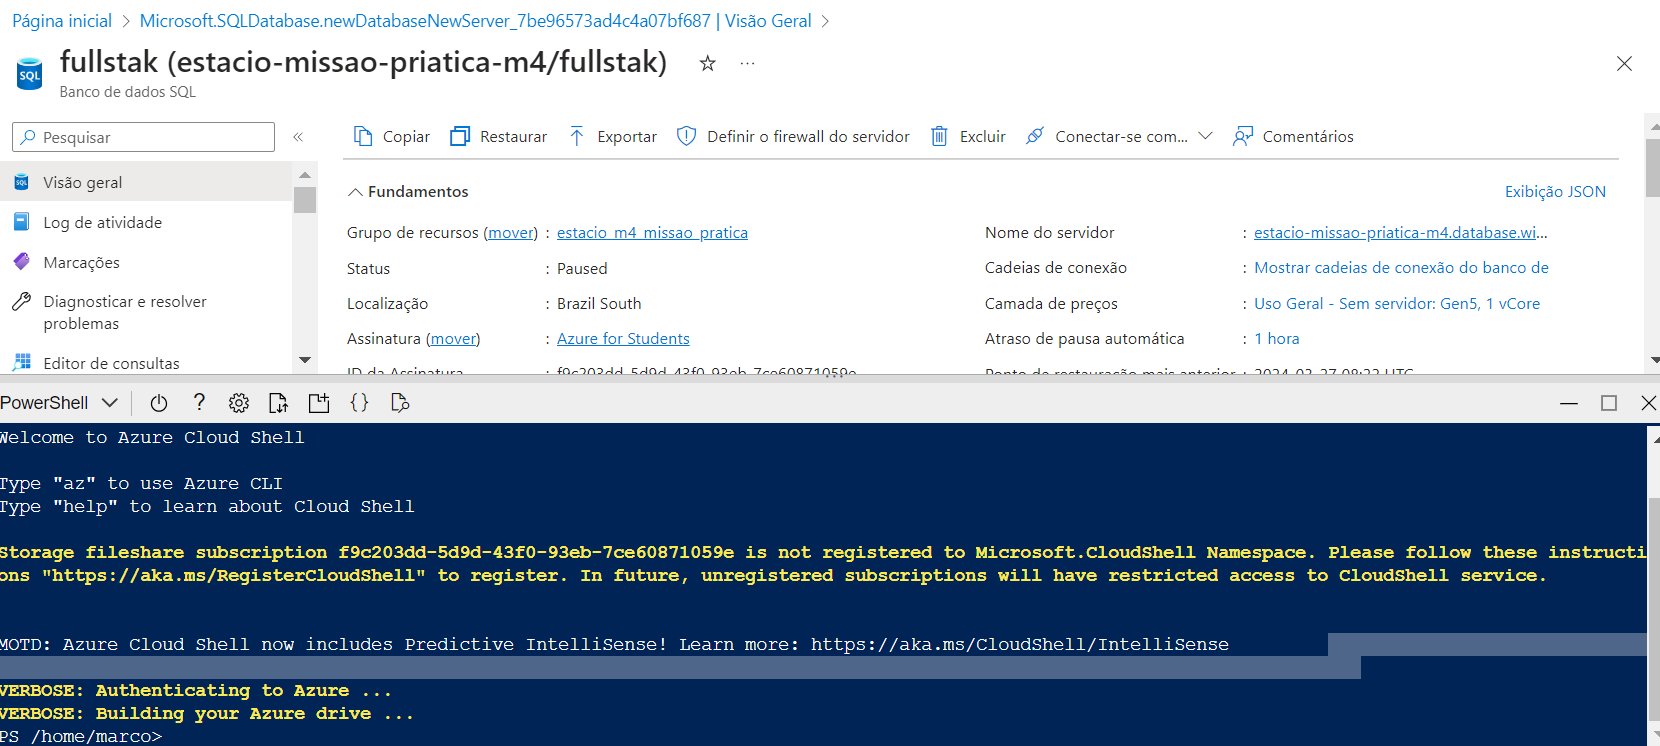 Página inicial > Microsoft.SQLDatabase.newDatabaseNewServer_7be96573ad4c4a07bf687 | Visão Geral >
fullstak (estacio-missao-priatica-m4/fullstak)
SQL
Banco de dados SQL
Pesquisar
Copiar Restaurar Exportar Definir o firewall do servidor Excluir Conectar-se com... Comentários
Visão geral
Log de atividade
Marcações
Diagnosticar e resolver
problemas
Editor de consultas
Fundamentos
Exibição JSON
Grupo de recursos (mover) : estacio_m4_missao_pratica
Status : Paused
Localização : Brazil South
Assinatura (mover) : Azure for Students
ID da Assinatura : f9c203dd-5d9d-43f0-93eb-7ce60871059e
Nome do servidor : estacio-missao-priatica-m4.database.wi...
Cadeias de conexão : Mostrar cadeias de conexão do banco de
Camada de preços : Uso Geral - Sem servidor: Gen5, 1 vCore
Atraso de pausa automática : 1 hora
Ponto de restauração mais anterior : 2024-03-27 08:22 UTC
PowerShell
Welcome to Azure Cloud Shell
Type "az" to use Azure CLI
Type "help" to learn about Cloud Shell
Storage fileshare subscription f9c203dd-5d9d-43f0-93eb-7ce60871059e is not registered to Microsoft.CloudShell Namespace. Please follow these instructi
ons "https://aka.ms/RegisterCloudShell" to register. In future, unregistered subscriptions will have restricted access to CloudShell service.
MOTD: Azure Cloud Shell now includes Predictive IntelliSense! Learn more: https://aka.ms/CloudShell/IntelliSense
VERBOSE: Authenticating to Azure ...
VERBOSE: Building your Azure drive ...
PS /home/marco>